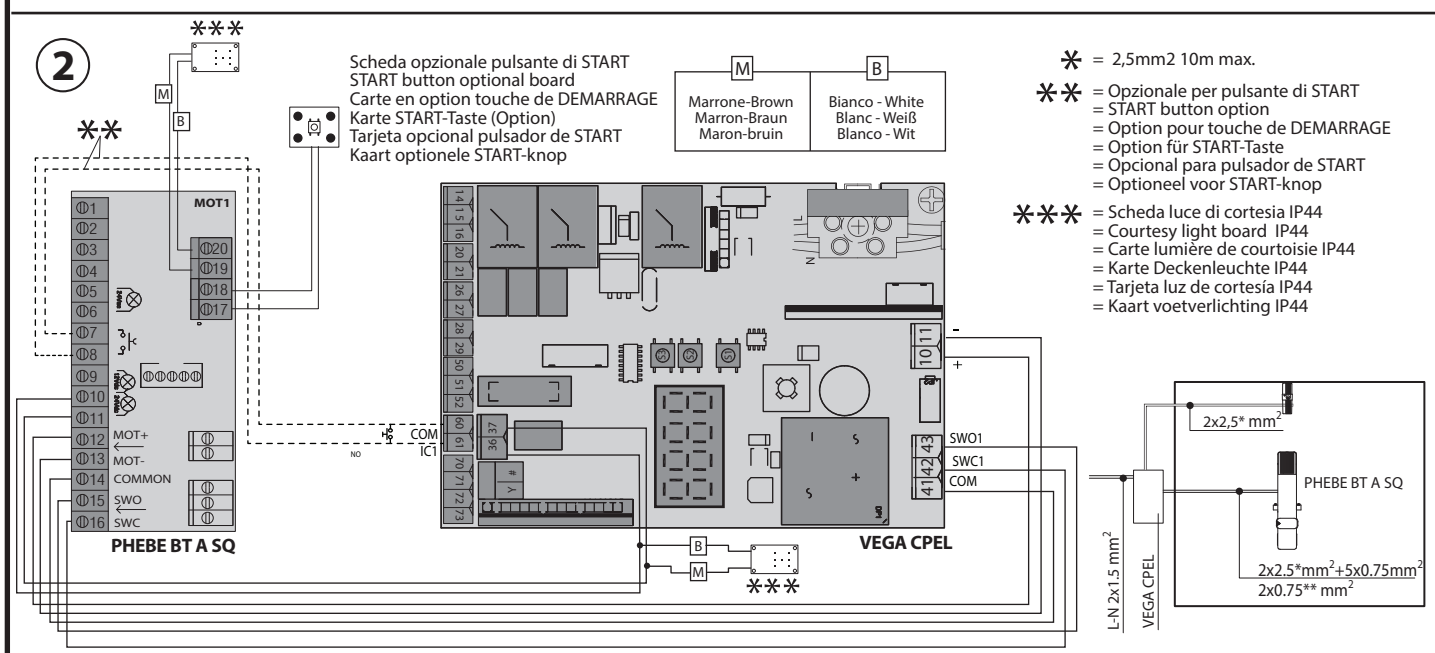 2
***
Scheda opzionale pulsante di START
START button optional board
Carte en option touche de DEMARRAGE
Karte START-Taste (Option)
Tarjeta opcional pulsador de START
Kaart optionele START-knop
M
B
Marrone-Brown
Marron-Braun
Maron-bruin
Bianco - White
Blanc - Weiß
Blanco - Wit
* = 2,5mm2 10m max.
** = Opzionale per pulsante di START
= START button option
= Option pour touche de DEMARRAGE
= Option für START-Taste
= Opcional para pulsador de START
= Optioneel voor START-knop
*** = Scheda luce di cortesia IP44
= Courtesy light board IP44
= Carte lumière de courtoisie IP44
= Karte Deckenleuchte IP44
= Tarjeta luz de cortesía IP44
= Kaart voetverlichting IP44
M
B
**
MOT1
1
2
3
4
5
6
7
8
9
10
11
12 MOT+
13 MOT-
14 COMMON
15 SWO
16 SWC
20
19
18
17
24Vac
PHEBE BT A SQ
NO
COM
IC1
14 15 16
20 21
26 27
28 29
50 51 52
60 61
70 71 72 73
36 37
Y #
L
N
S3
S2
S1
10 11
-
+
41 42 43
SWO1
SWC1
COM
VEGA CPEL
B
M
***
2x2,5* mm2
PHEBE BT A SQ
2x2.5*mm2+5x0.75mm2
2x0.75** mm2
L-N 2x1.5 mm2
VEGA CPEL